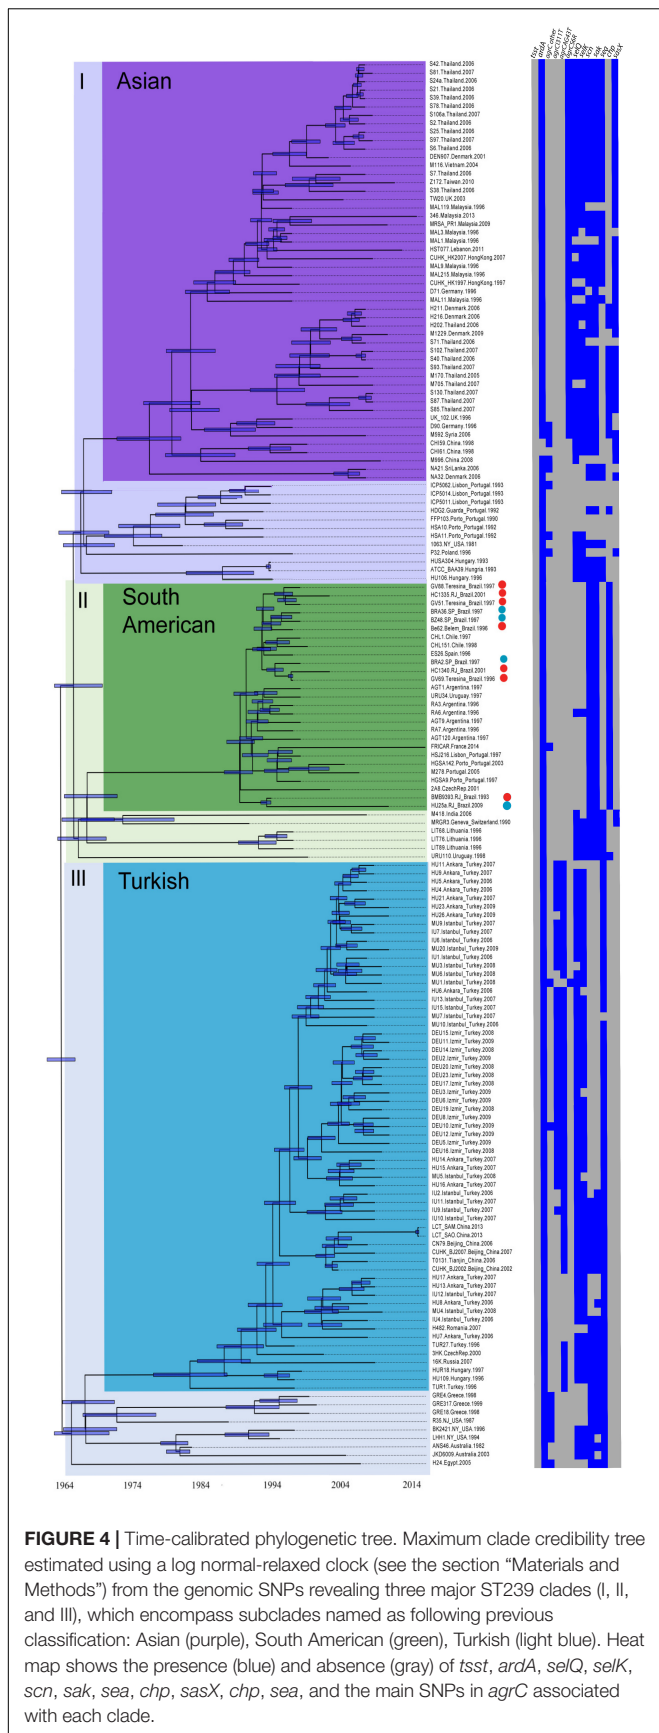 tsst
ardA
agrCother
agrCI311T
agrCAG43T
agrCS6R
selQ
selK
scn
sak
sea
chp
sasX
I
Asian
S42.Thailand.2006
S81.Thailand.2007
S24a.Thailand.2006
S21.Thailand.2006
S39.Thailand.2006
S78.Thailand.2006
S106a.Thailand.2007
S2.Thailand.2006
S25.Thailand.2006
S97.Thailand.2007
S6.Thailand.2006
DEN907.Denmark.2001
M116.Vietnam.2004
S7.Thailand.2006
Z172.Taiwan.2010
S38.Thailand.2006
TW20.UK.2003
MAL119.Malaysia.1996
346.Malaysia.2013
MRSA_PR1.Malaysia.2009
MAL3.Malaysia.1996
MAL1.Malaysia.1996
HST077.Lebanon.2011
CUHK_HK2007.HongKong.2007
MAL9.Malaysia.1996
MAL215.Malaysia.1996
CUHK_HK1997.HongKong.1997
D71.Germany.1996
MAL11.Malaysia.1996
H211.Denmark.2006
H216.Denmark.2006
H202.Thailand.2006
M1229.Denmark.2009
S71.Thailand.2006
S102.Thailand.2007
S48.Thailand.2006
S93.Thailand.2007
M170.Thailand.2005
M705.Thailand.2007
S130.Thailand.2007
S87.Thailand.2007
S85.Thailand.2007
UK_102.UK.1996
D90.Germany.1996
M592.Syria.2006
CHI59.China.1998
CHI61.China.1998
M996.China.2008
NA21.SriLanka.2006
NA32.Denmark.2006
ICP5062.Lisbon_Portugal.1993
ICP5014.Lisbon_Portugal.1993
ICP5011.Lisbon_Portugal.1993
HDG2.Guarda_Portugal.1992
FFP103.Porto_Portugal.1990
HSA10.Porto_Portugal.1992
HSA11.Porto_Portugal.1992
1063.NY_USA.1981
P32.Poland.1996
HUSA304.Hungary.1993
ATCC_BAA39.Hungria.1993
HU106.Hungary.1996
II
South
American
GV88.Teresina_Brazil.1997
HC1335.RJ_Brazil.2001
GV51.Teresina_Brazil.1997
BRA36.SP_Brazil.1997
BZ48.SP_Brazil.1997
Be62.Belem_Brazil.1996
CHL1.Chile.1997
CHL151.Chile.1998
ES26.Spain.1996
BRA2.SP_Brazil.1997
HC1340.RJ_Brazil.2001
GV69.Teresina_Brazil.1996
AGT1.Argentina.1997
URU34.Uruguay.1997
RA3.Argentina.1996
RA6.Argentina.1996
AGT9.Argentina.1997
RA7.Argentina.1996
AGT120.Argentina.1997
FRICAR.France.2014
HSJ216.Lisbon_Portugal.1997
HGSA142.Porto_Portugal.2003
M278.Portugal.2005
HGSA9.Porto_Portugal.1997
2A8.CzechRep.2001
BMB9393.RJ_Brazil.1993
HU25a.RJ_Brazil.2009
M418.India.2006
MRGR3.Geneva_Switzerland.1990
LIT68.Lithuania.1996
LIT76.Lithuania.1996
LIT89.Lithuania.1996
URU110.Uruguay.1998
III
Turkish
HU11.Ankara_Turkey.2007
HU9.Ankara_Turkey.2007
HU5.Ankara_Turkey.2006
HU4.Ankara_Turkey.2006
HU21.Ankara_Turkey.2007
HU23.Ankara_Turkey.2009
HU26.Ankara_Turkey.2009
MU9.Istanbul_Turkey.2007
IU7.Istanbul_Turkey.2007
IU6.Istanbul_Turkey.2006
MU20.Istanbul_Turkey.2009
IU1.Istanbul_Turkey.2006
MU3.Istanbul_Turkey.2008
MU6.Istanbul_Turkey.2008
MU1.Istanbul_Turkey.2008
HU6.Ankara_Turkey.2006
IU13.Istanbul_Turkey.2007
IU15.Istanbul_Turkey.2007
MU7.Istanbul_Turkey.2007
MU10.Istanbul_Turkey.2006
DEU15.Izmir_Turkey.2008
DEU11.Izmir_Turkey.2009
DEU14.Izmir_Turkey.2008
DEU2.Izmir_Turkey.2009
DEU20.Izmir_Turkey.2008
DEU23.Izmir_Turkey.2008
DEU17.Izmir_Turkey.2008
DEU3.Izmir_Turkey.2009
DEU6.Izmir_Turkey.2009
DEU19.Izmir_Turkey.2008
DEU8.Izmir_Turkey.2009
DEU10.Izmir_Turkey.2009
DEU12.Izmir_Turkey.2009
DEU5.Izmir_Turkey.2009
DEU16.Izmir_Turkey.2008
HU14.Ankara_Turkey.2007
HU15.Ankara_Turkey.2007
MU5.Istanbul_Turkey.2008
HU16.Ankara_Turkey.2007
IU2.Istanbul_Turkey.2006
IU11.Istanbul_Turkey.2007
IU9.Istanbul_Turkey.2007
IU10.Istanbul_Turkey.2007
LCT_SAM.China.2013
LCT_SAO.China.2013
CN79.Beijing_China.2006
CUHK_BJ2007.Beijing_China.2007
T0131.Tianjin_China.2006
CUHK_BJ2002.Beijing_China.2002
HU17.Ankara_Turkey.2007
HU13.Ankara_Turkey.2007
IU12.Istanbul_Turkey.2007
HU8.Ankara_Turkey.2006
MU4.Istanbul_Turkey.2008
IU4.Istanbul_Turkey.2006
H482.Romania.2007
HU7.Ankara_Turkey.2006
TUR27.Turkey.1996
3HK.CzechRep.2000
16K.Russia.2007
HUR18.Hungary.1997
HU109.Hungary.1996
TUR1.Turkey.1996
GRE4.Greece.1998
GRE317.Greece.1999
GRE18.Greece.1998
R35.NJ_USA.1987
BK2421.NY_USA.1996
LHH1.NY_USA.1994
ANS46.Australia.1982
JKD6009.Australia.2003
H24.Egypt.2005
1964 1974 1984 1994 2004 2014
FIGURE 4 | Time-calibrated phylogenetic tree. Maximum clade credibility tree
estimated using a log normal-relaxed clock (see the section “Materials and
Methods”) from the genomic SNPs revealing three major ST239 clades (I, II,
and III), which encompass subclades named as following previous
classification: Asian (purple), South American (green), Turkish (light blue). Heat
map shows the presence (blue) and absence (gray) of tsst, ardA, selQ, selK,
scn, sak, sea, chp, sasX, chp, sea, and the main SNPs in agrC associated
with each clade.